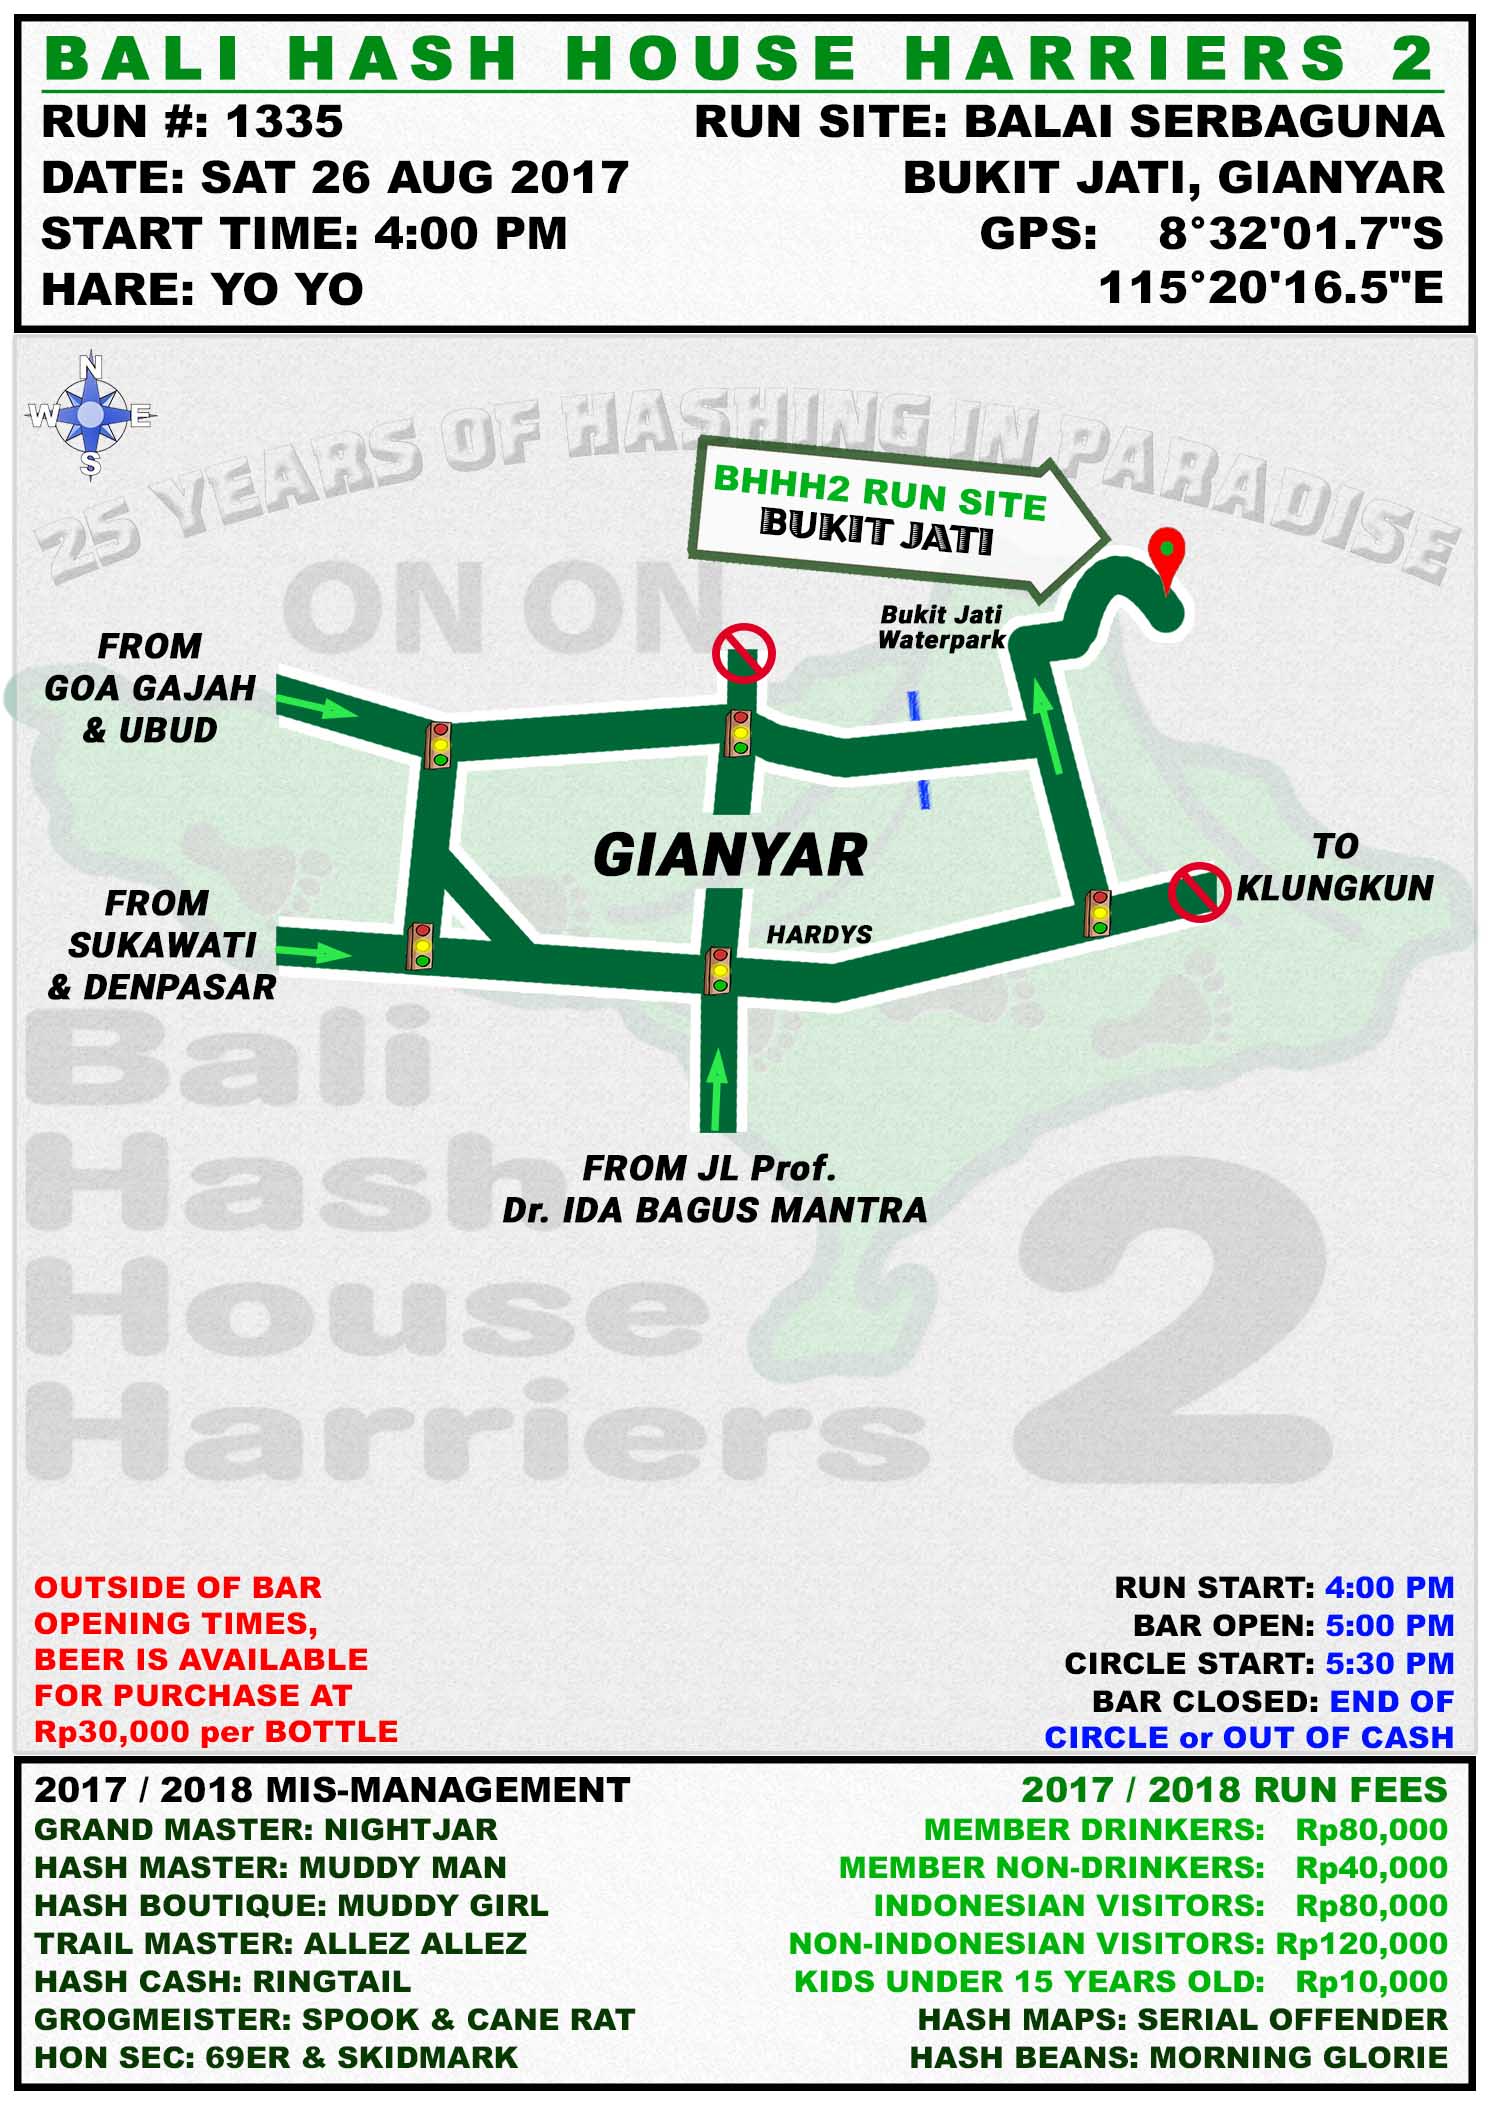 BALI HASH HOUSE HARRIERS 2
RUN #: 1335
DATE: SAT 26 AUG 2017
START TIME: 4:00 PM
HARE: YO YO
RUN SITE: BALAI SERBAGUNA
BUKIT JATI, GIANYAR
GPS: 8°32'01.7"S
115°20'16.5"E
N
W E
S
25 YEARS OF HASHING IN PARADISE
ON ON
BHHH2 RUN SITE
BUKIT JATI
Bukit Jati
Waterpark
FROM
GOA GAJAH
& UBUD
GIANYAR
TO
KLUNGKUN
FROM
SUKAWATI
& DENPASAR
HARDYS
FROM JL Prof.
Dr. IDA BAGUS MANTRA
Bali
Hash
House
Harriers 2
OUTSIDE OF BAR
OPENING TIMES,
BEER IS AVAILABLE
FOR PURCHASE AT
Rp30,000 per BOTTLE
RUN START: 4:00 PM
BAR OPEN: 5:00 PM
CIRCLE START: 5:30 PM
BAR CLOSED: END OF
CIRCLE or OUT OF CASH
2017 / 2018 MIS-MANAGEMENT
GRAND MASTER: NIGHTJAR
HASH MASTER: MUDDY MAN
HASH BOUTIQUE: MUDDY GIRL
TRAIL MASTER: ALLEZ ALLEZ
HASH CASH: RINGTAIL
GROGMEISTER: SPOOK & CANE RAT
HON SEC: 69ER & SKIDMARK
2017 / 2018 RUN FEES
MEMBER DRINKERS: Rp80,000
MEMBER NON-DRINKERS: Rp40,000
INDONESIAN VISITORS: Rp80,000
NON-INDONESIAN VISITORS: Rp120,000
KIDS UNDER 15 YEARS OLD: Rp10,000
HASH MAPS: SERIAL OFFENDER
HASH BEANS: MORNING GLORIE